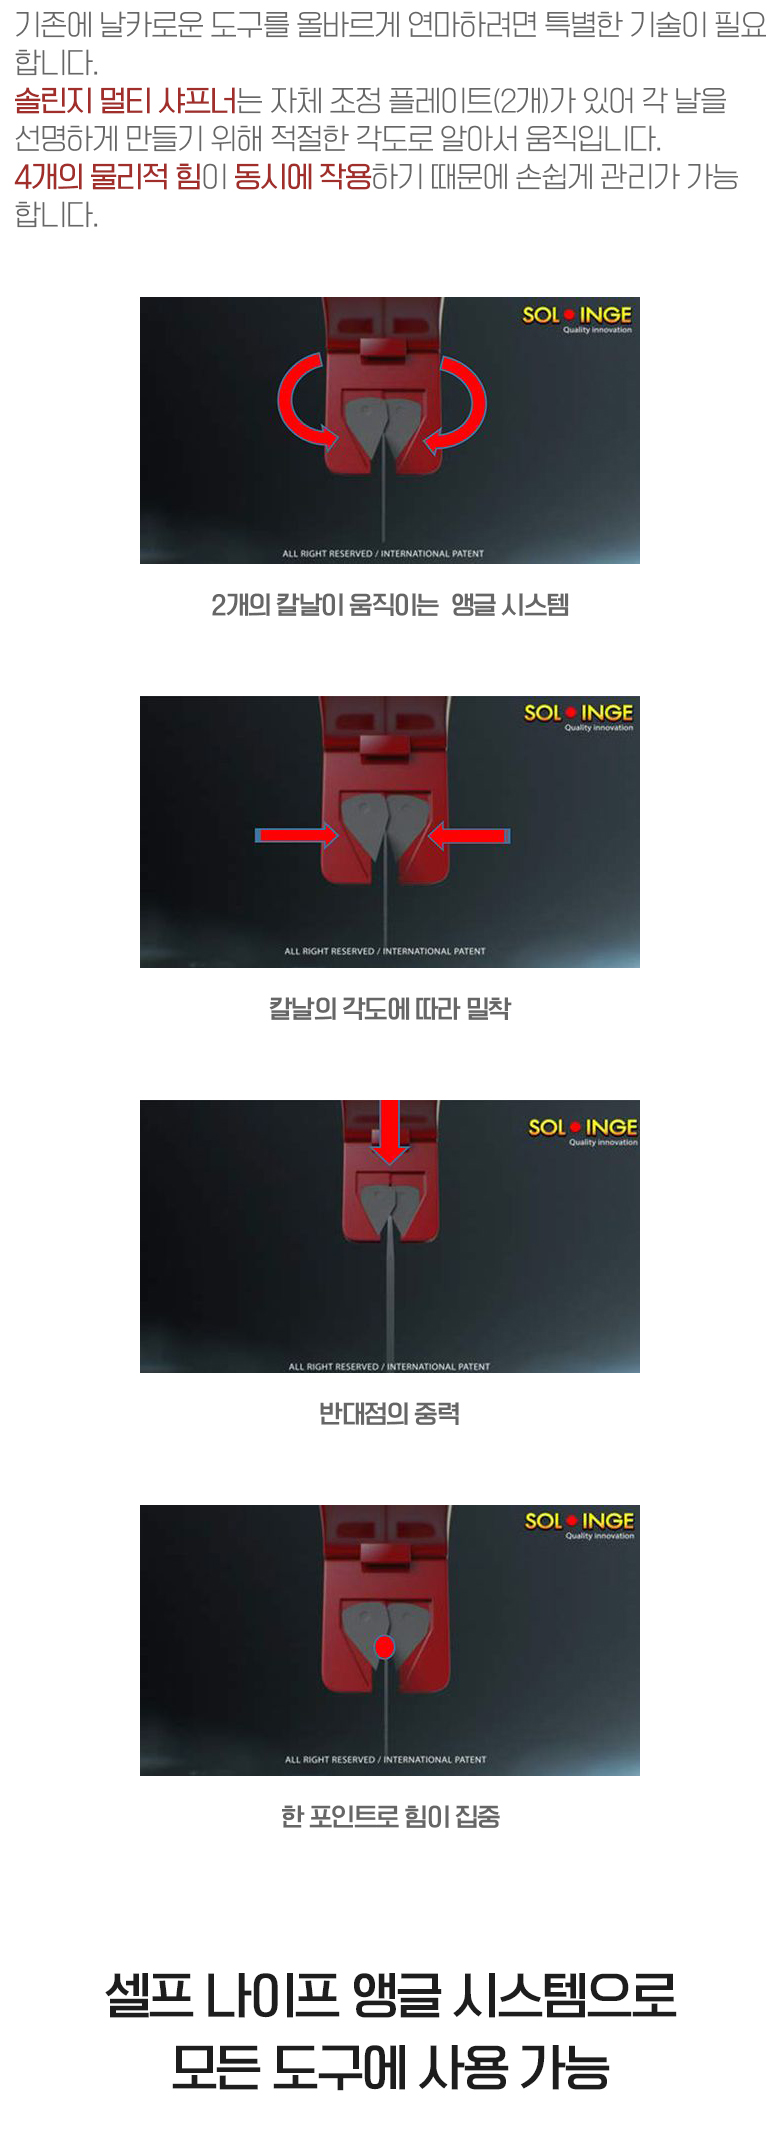 기존에 날카로운 도구를 올바르게 연마하려면 특별한 기술이 필요
합니다.
솔린지 멀티 샤프너는 자체 조정 플레이트(2개)가 있어 각 날을
선명하게 만들기 위해 적절한 각도로 알아서 움직입니다.
4개의 물리적 힘이 동시에 작용하기 때문에 손쉽게 관리가 가능
합니다.
SOL●INGE
Quality innovation
ALL RIGHT RESERVED / INTERNATIONAL PATENT
2개의 칼날이 움직이는 앵글 시스템
SOL●INGE
Quality innovation
ALL RIGHT RESERVED / INTERNATIONAL PATENT
칼날의 각도에 따라 밀착
SOL●INGE
Quality innovation
ALL RIGHT RESERVED / INTERNATIONAL PATENT
반대점의 중력
SOL●INGE
Quality innovation
ALL RIGHT RESERVED / INTERNATIONAL PATENT
한 포인트로 힘이 집중
셀프 나이프 앵글 시스템으로
모든 도구에 사용 가능